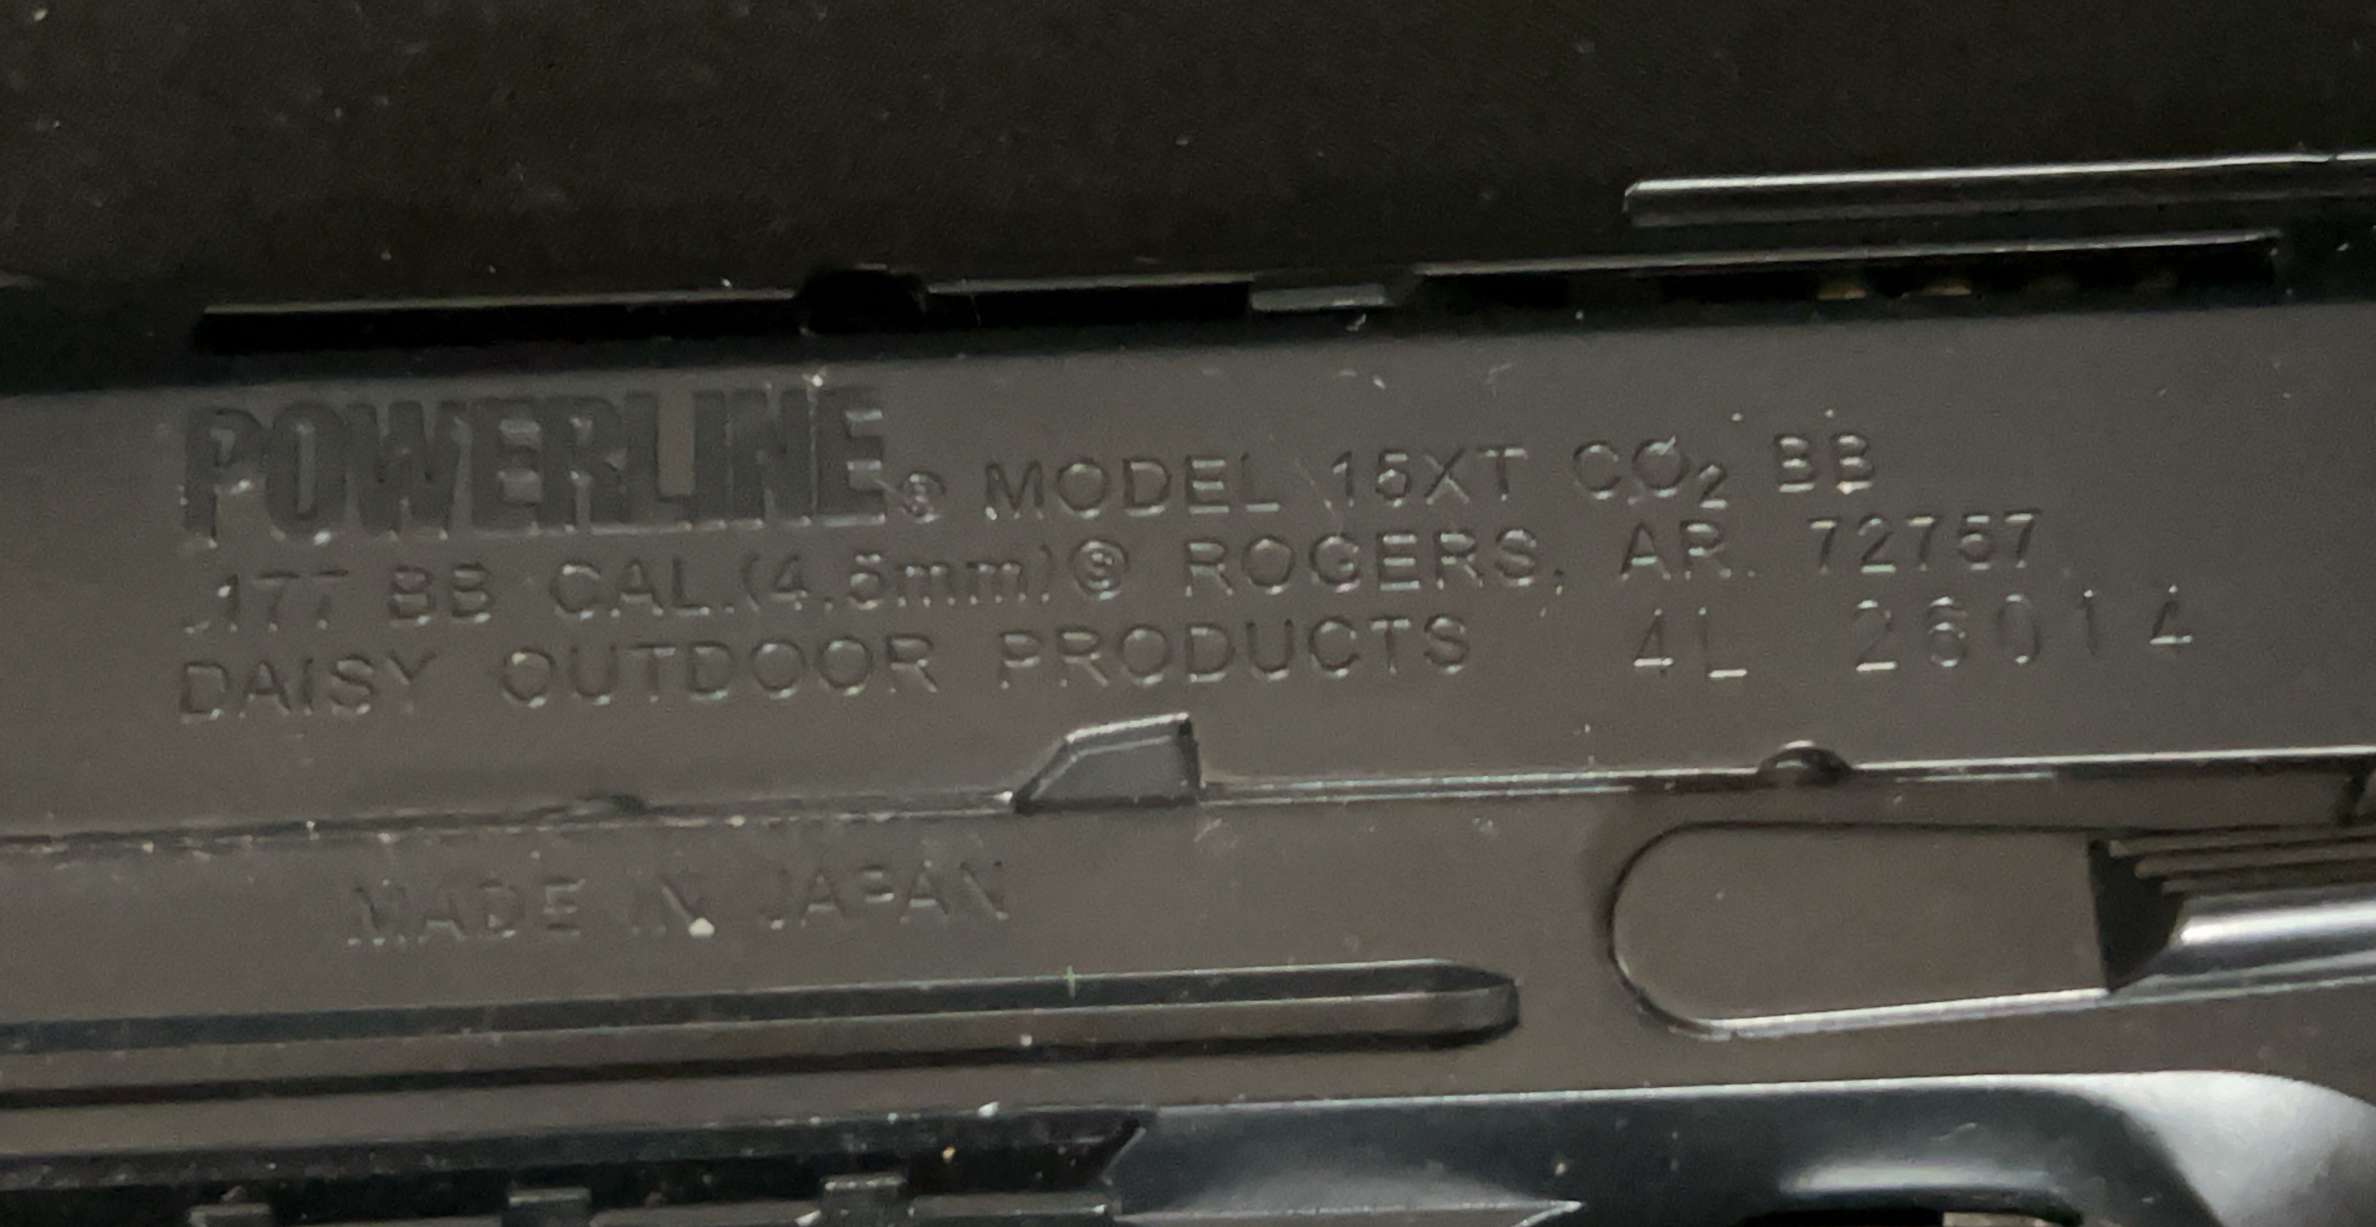 POWERLINE® MODEL 15XT CO₂ BB
.177 BB CAL.(4.5mm)® ROGERS, AR. 72757
DAISY OUTDOOR PRODUCTS 4L 26014
MADE IN JAPAN